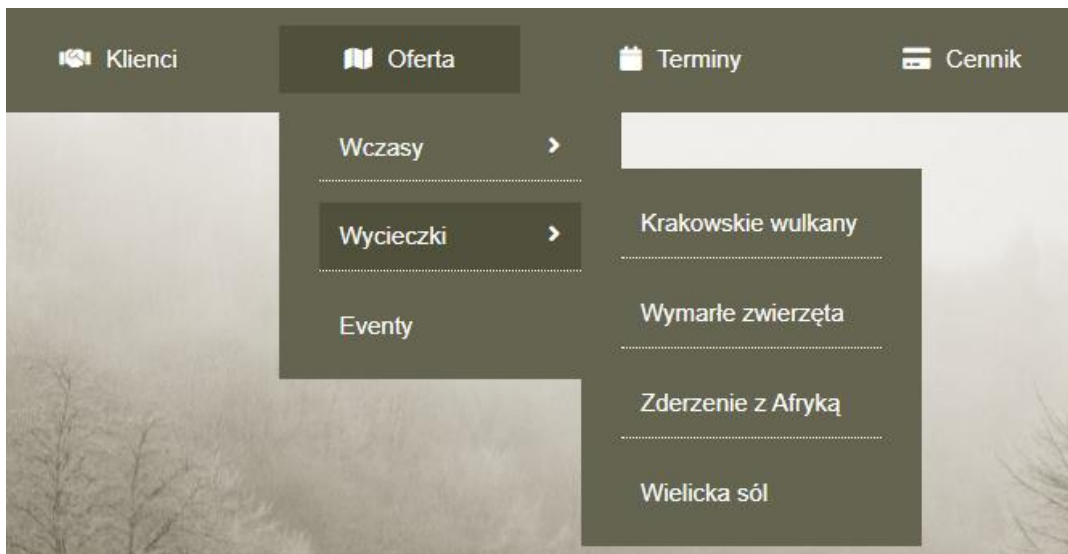 Klienci
Oferta
Terminy
Cennik
Wczasy
Wycieczki
Eventy
Krakowskie wulkany
Wymarłe zwierzęta
Zderzenie z Afryką
Wielicka sól